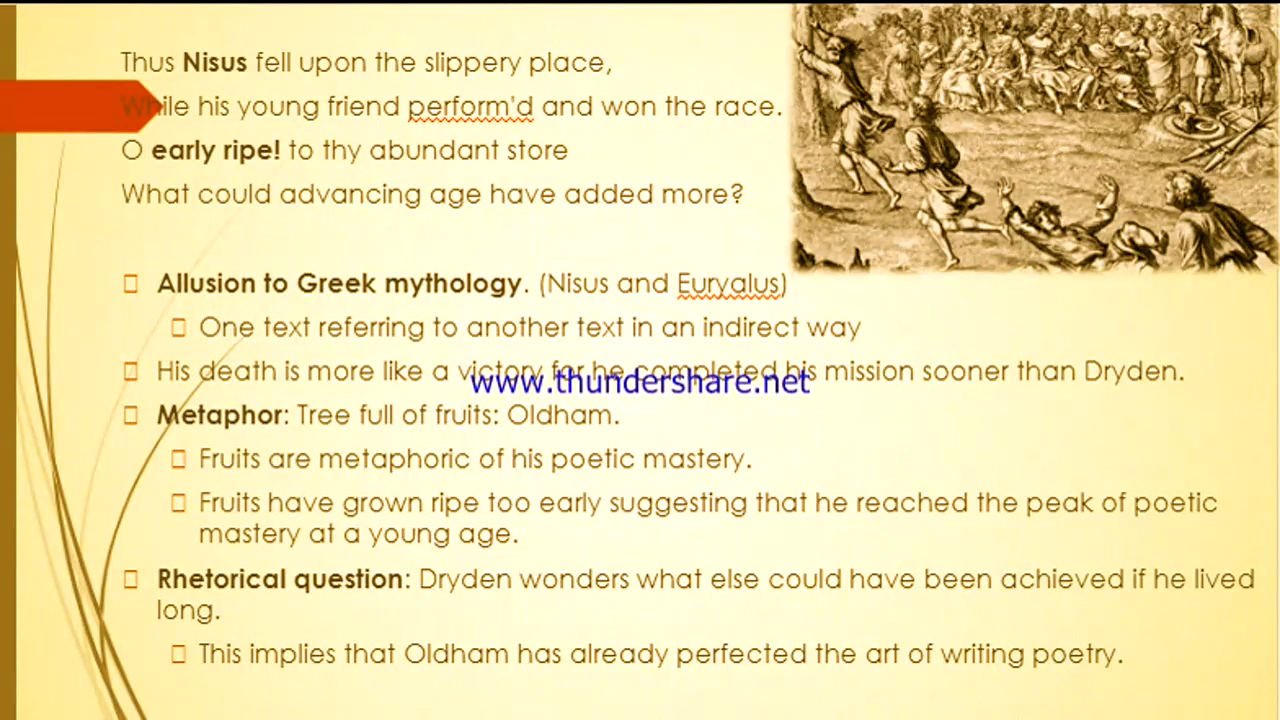 Thus Nisus fell upon the slippery place,
While his young friend perform'd and won the race.
O early ripe! to thy abundant store
What could advancing age have added more?
Allusion to Greek mythology. (Nisus and Euryalus)
One text referring to another text in an indirect way
His death is more like a victory for he completed his mission sooner than Dryden.
www.thundershare.net
Metaphor: Tree full of fruits: Oldham.
Fruits are metaphoric of his poetic mastery.
Fruits have grown ripe too early suggesting that he reached the peak of poetic
mastery at a young age.
Rhetorical question: Dryden wonders what else could have been achieved if he lived
long.
This implies that Oldham has already perfected the art of writing poetry.